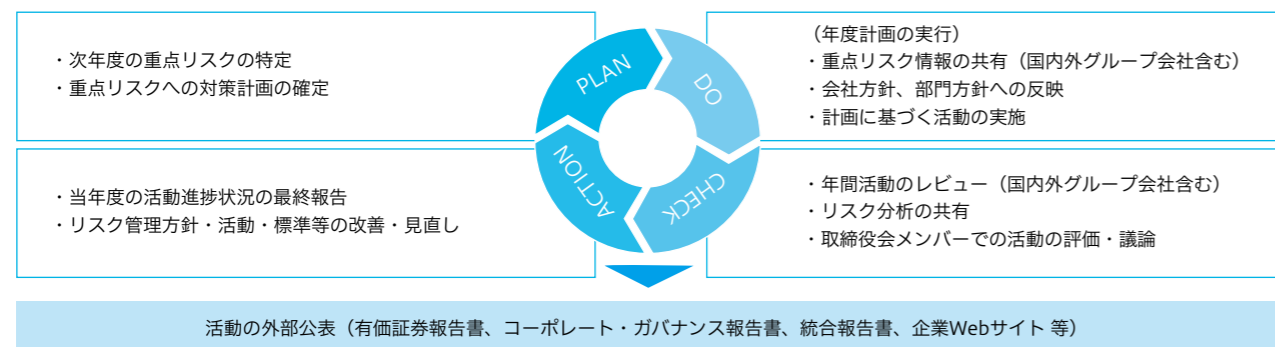 ・次年度の重点リスクの特定
・重点リスクへの対策計画の確定
PLAN
DO
（年度計画の実行）
・重点リスク情報の共有（国内外グループ会社含む）
・会社方針、部門方針への反映
・計画に基づく活動の実施
・当年度の活動進捗状況の最終報告
・リスク管理方針・活動・標準等の改善・見直し
ACTION
CHECK
・年間活動のレビュー（国内外グループ会社含む）
・リスク分析の共有
・取締役会メンバーでの活動の評価・議論
活動の外部公表（有価証券報告書、コーポレート・ガバナンス報告書、統合報告書、企業Webサイト 等）